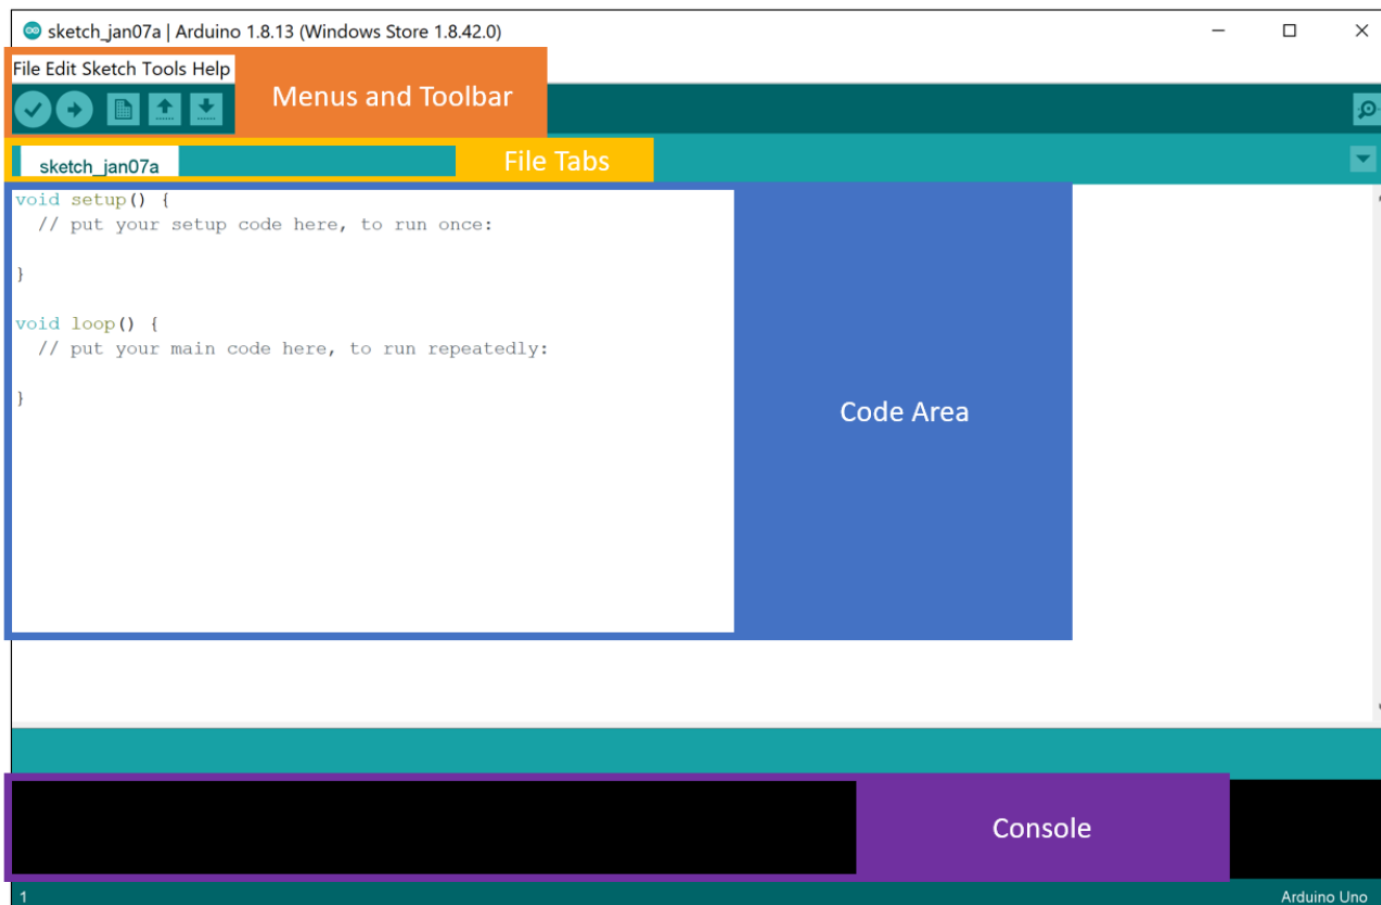 sketch_jan07a | Arduino 1.8.13 (Windows Store 1.8.42.0)
File Edit Sketch Tools Help
Menus and Toolbar
sketch_jan07a
File Tabs
void setup() {
  // put your setup code here, to run once:
}
void loop() {
  // put your main code here, to run repeatedly:
}
Code Area
Console
1
Arduino Uno